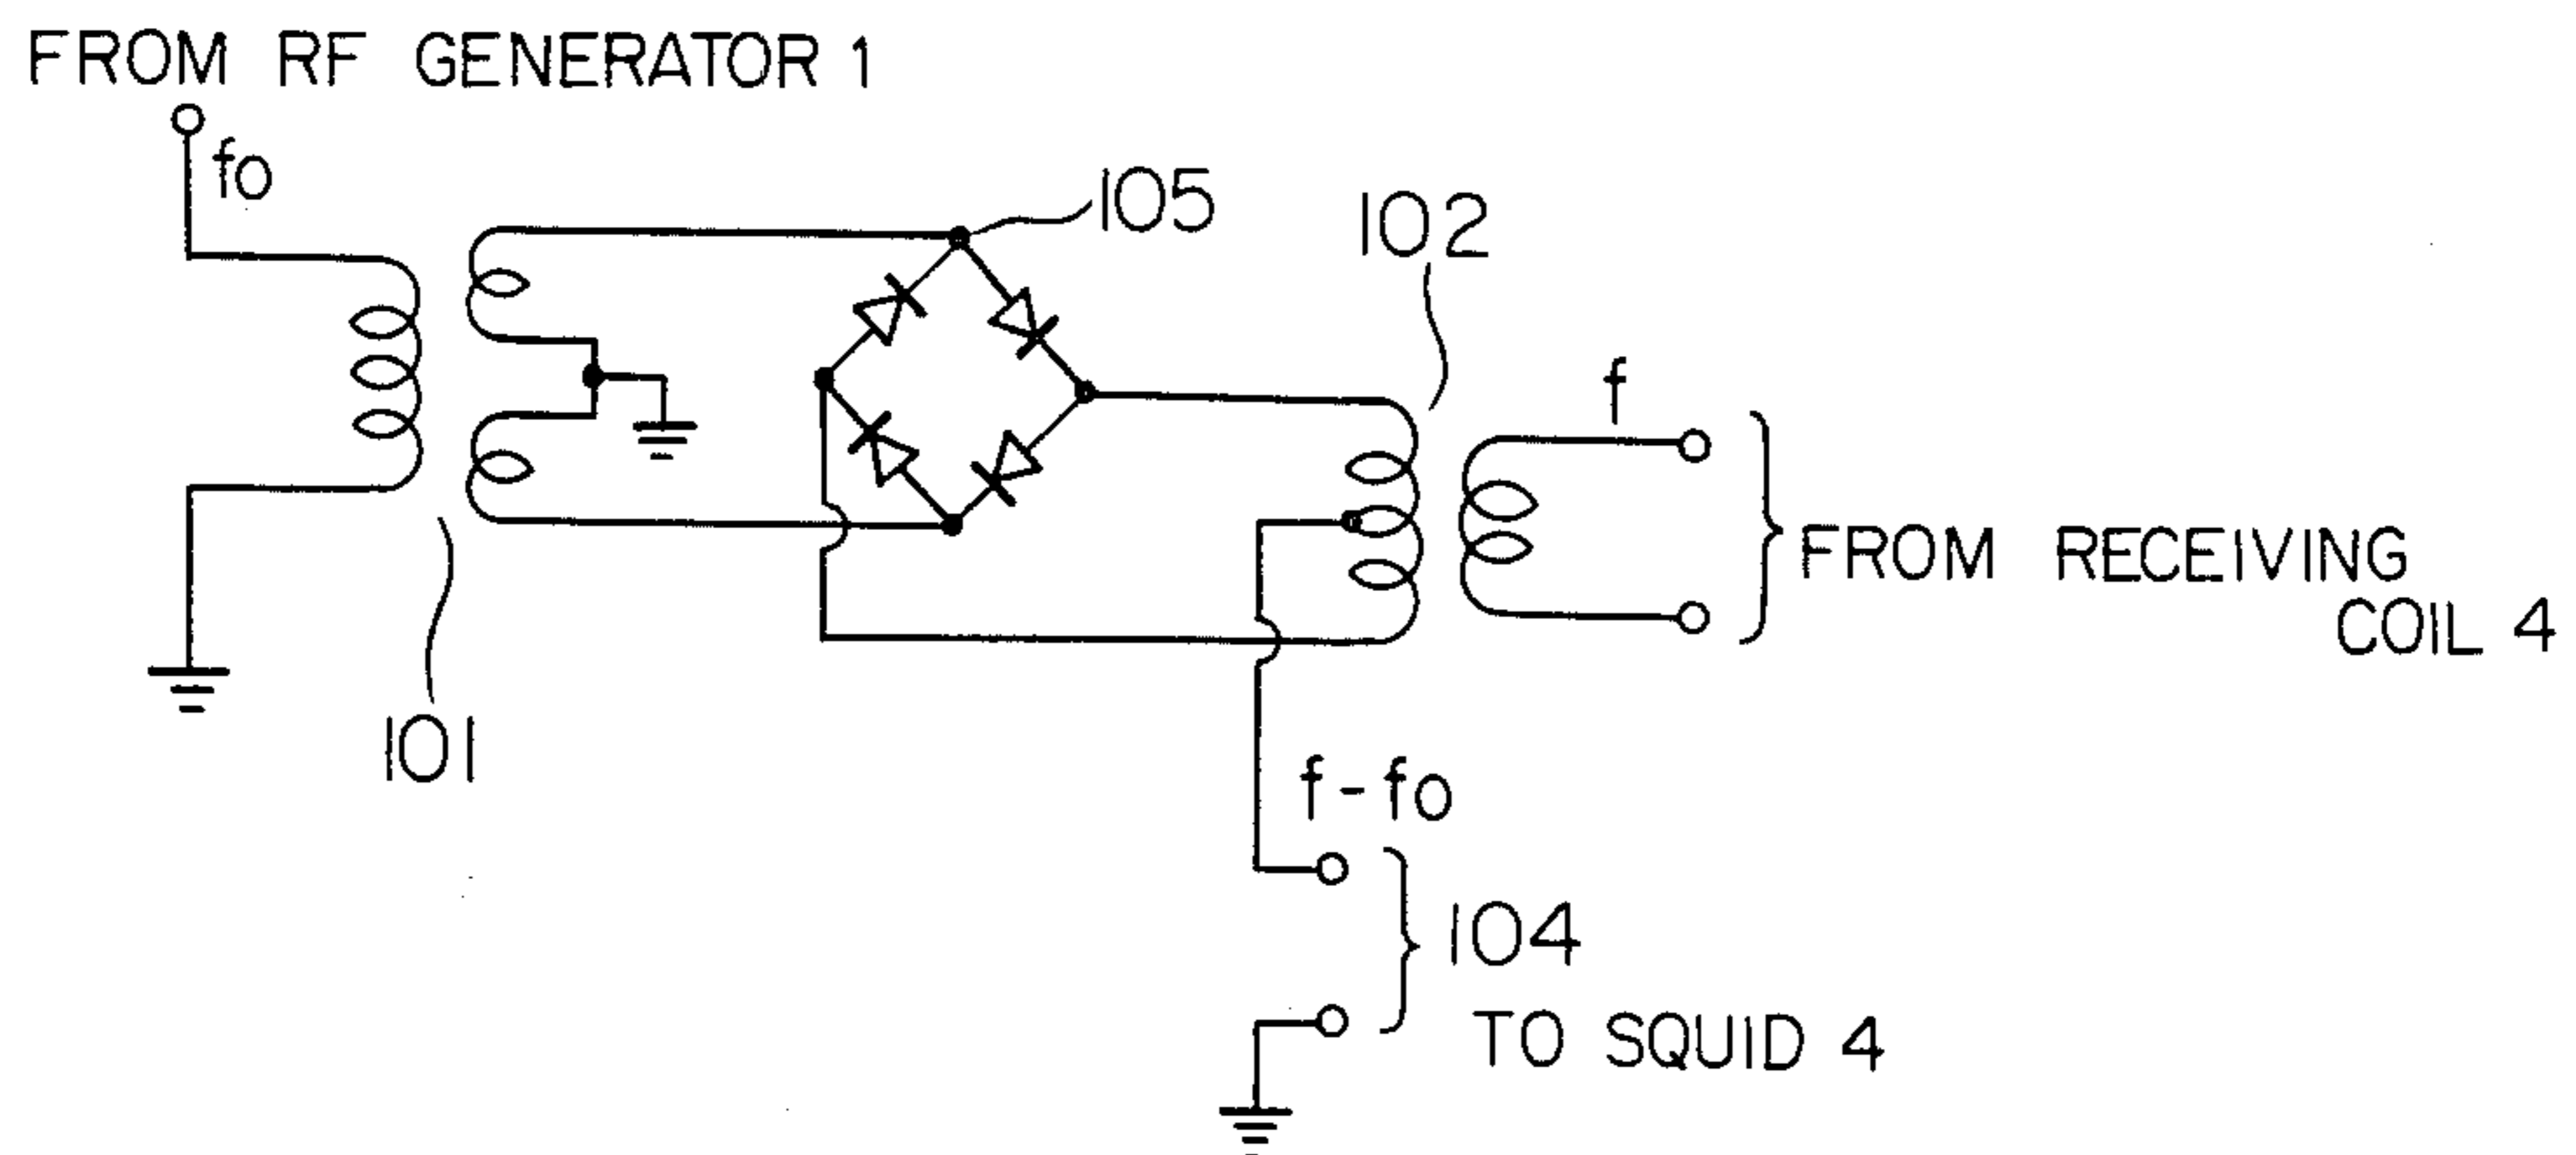 FROM RF GENERATOR 1
fo
105
102
f
FROM RECEIVING
COIL 4
101
f-fo
104
TO SQUID 4